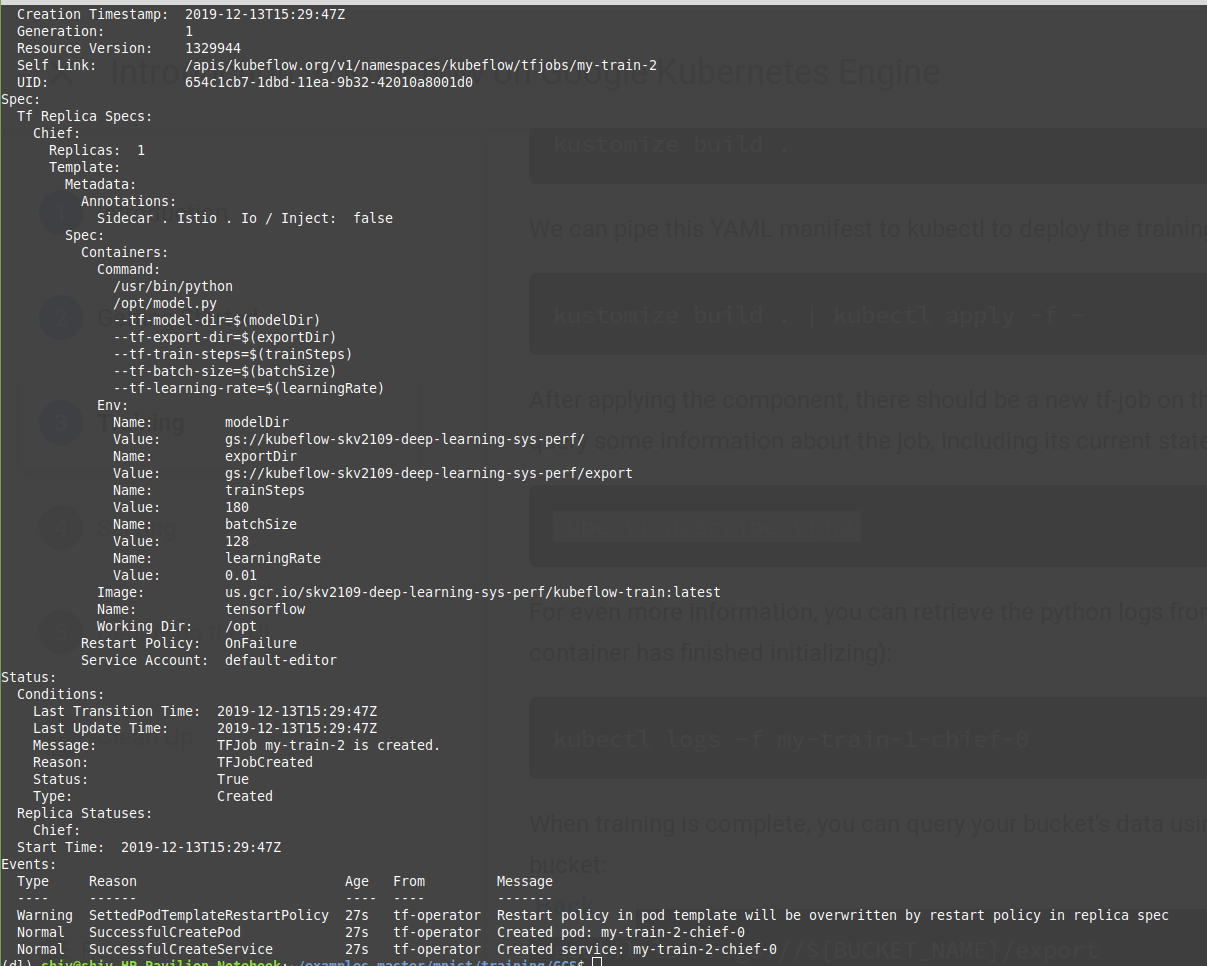 Creation Timestamp:  2019-12-13T15:29:47Z
  Generation:          1
  Resource Version:    1329944
  Self Link:           /apis/kubeflow.org/v1/namespaces/kubeflow/tfjobs/my-train-2
  UID:                 654c1cb7-1dbd-11ea-9b32-42010a8001d0
Spec:
  Tf Replica Specs:
    Chief:
      Replicas:  1
      Template:
        Metadata:
          Annotations:
            Sidecar . Istio . Io / Inject:  false
        Spec:
          Containers:
            Command:
              /usr/bin/python
              /opt/model.py
              --tf-model-dir=$(modelDir)
              --tf-export-dir=$(exportDir)
              --tf-train-steps=$(trainSteps)
              --tf-batch-size=$(batchSize)
              --tf-learning-rate=$(learningRate)
            Env:
              Name:         modelDir
              Value:        gs://kubeflow-skv2109-deep-learning-sys-perf/
              Name:         exportDir
              Value:        gs://kubeflow-skv2109-deep-learning-sys-perf/export
              Name:         trainSteps
              Value:        180
              Name:         batchSize
              Value:        128
              Name:         learningRate
              Value:        0.01
            Image:          us.gcr.io/skv2109-deep-learning-sys-perf/kubeflow-train:latest
            Name:           tensorflow
            Working Dir:    /opt
          Restart Policy:   OnFailure
          Service Account:  default-editor
Status:
  Conditions:
    Last Transition Time:  2019-12-13T15:29:47Z
    Last Update Time:      2019-12-13T15:29:47Z
    Message:               TFJob my-train-2 is created.
    Reason:                TFJobCreated
    Status:                True
    Type:                  Created
  Replica Statuses:
    Chief:
  Start Time:  2019-12-13T15:29:47Z
Events:
  Type     Reason                          Age   From         Message
  ----     ------                          ----  ----         -------
  Warning  SettedPodTemplateRestartPolicy  27s   tf-operator  Restart policy in pod template will be overwritten by restart policy in replica spec
  Normal   SuccessfulCreatePod             27s   tf-operator  Created pod: my-train-2-chief-0
  Normal   SuccessfulCreateService         27s   tf-operator  Created service: my-train-2-chief-0
(dl) shiv@shiv-HP-Pavilion-Notebook:~/examples-master/mnist/training/GCS$
on Google Kubernetes Engine
kustomize build .
We can pipe this YAML manifest to kubectl to deploy the
kustomize build . | kubectl apply -f -
After applying the component, there should be a new tf-job on
some information about the job, including its current state
For even more information, you can retrieve the python logs
container has finished initializing):
kubectl logs -f my-train-1-chief-0
When training is complete, you can query your bucket's data
bucket:
1
2
3 Training
4
5